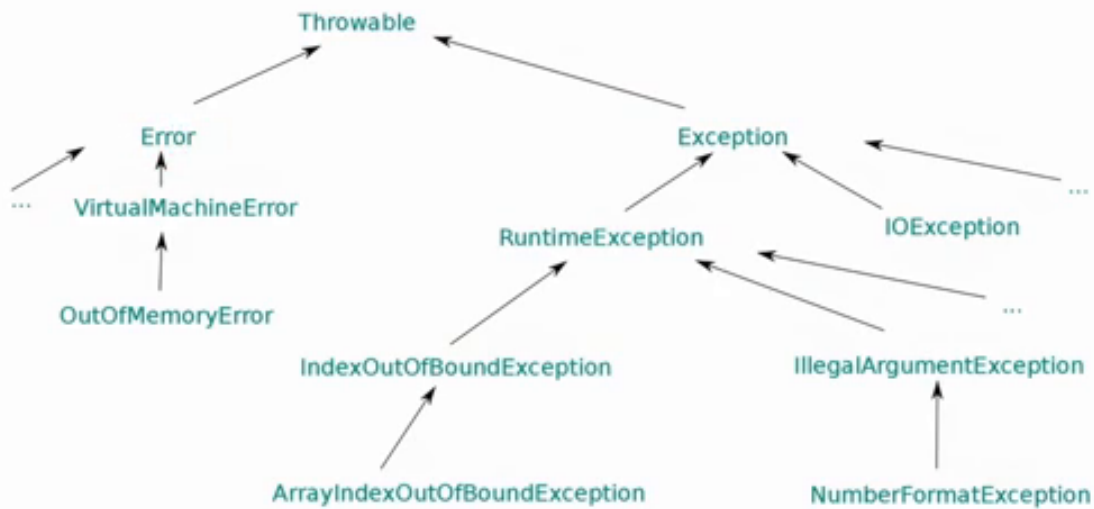 Throwable
Error
Exception
...
VirtualMachineError
...
IOException
RuntimeException
OutOfMemoryError
...
IndexOutOfBoundException
IllegalArgumentException
ArrayIndexOutOfBoundException
NumberFormatException